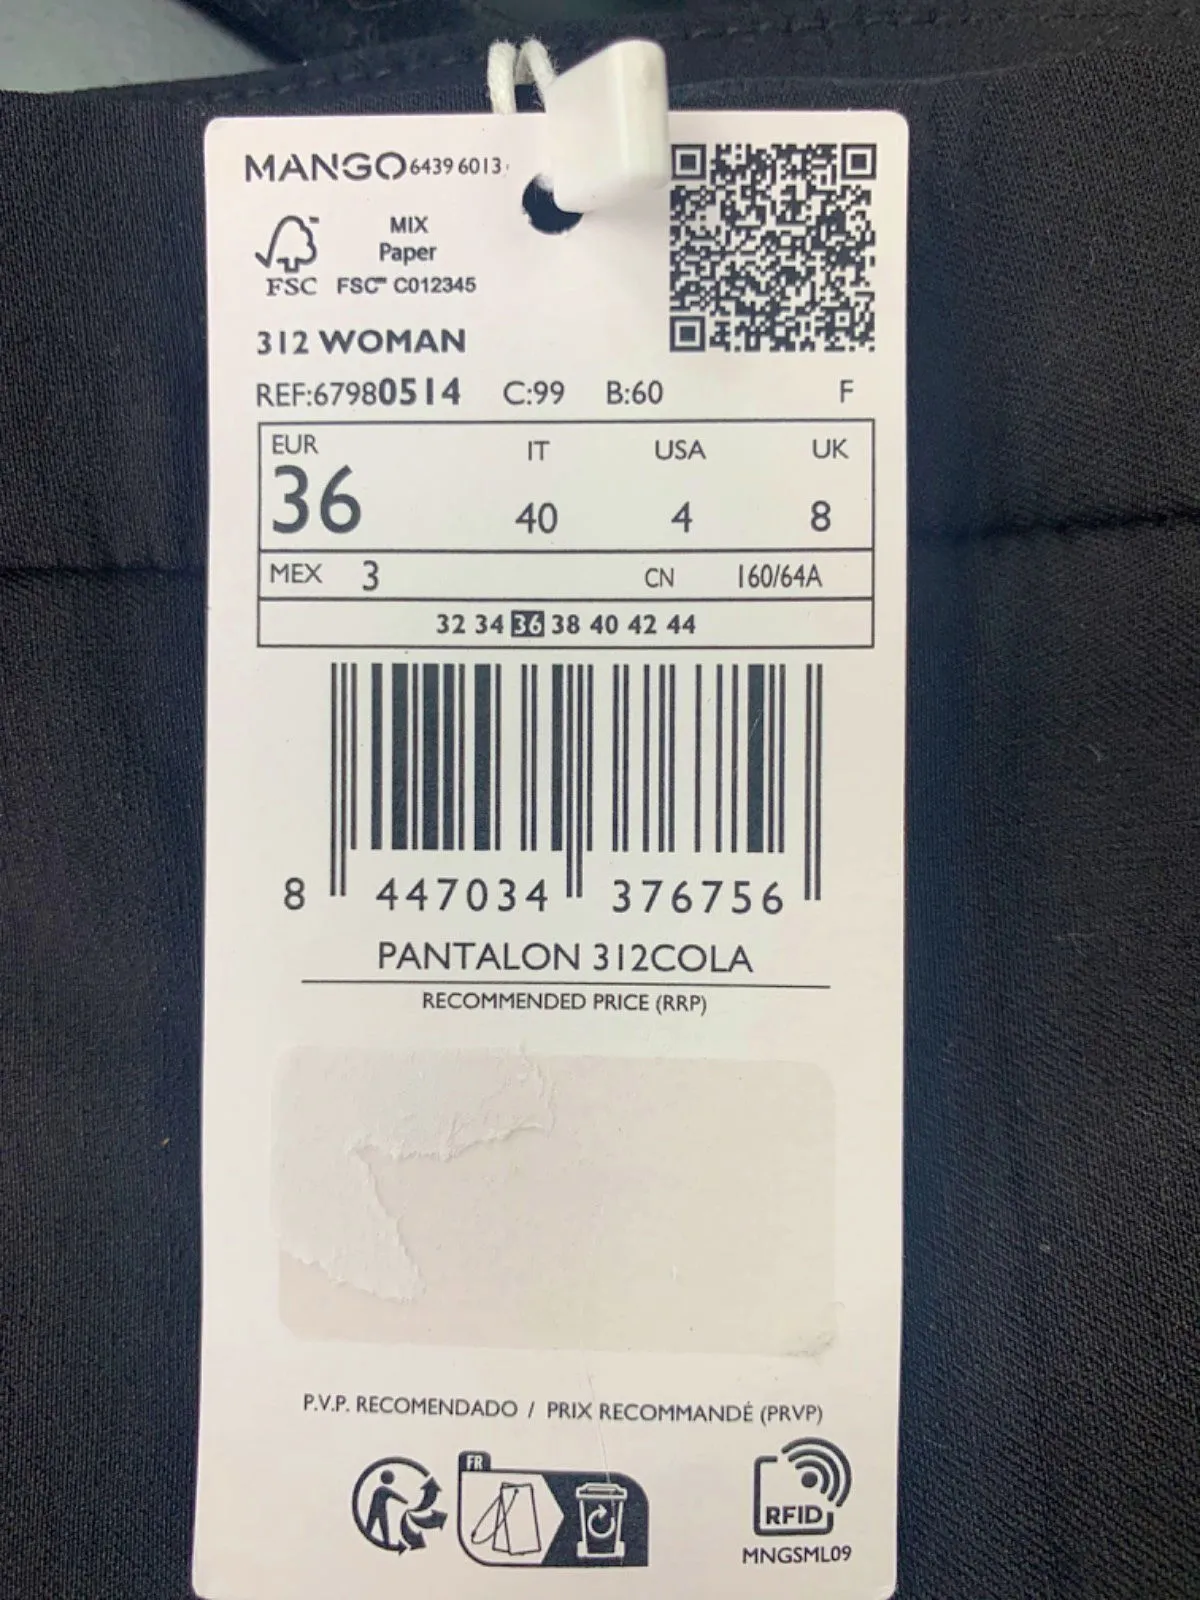 MANGO 6439 6013
MIX
Paper
FSC™ C012345
FSC
312 WOMAN
REF:67980514 C:99 B:60 F
EUR IT USA UK
36 40 4 8
MEX 3 CN 160/64A
32 34 36 38 40 42 44
8 447034 376756
PANTALON 312COLA
RECOMMENDED PRICE (RRP)
P.V.P. RECOMENDADO / PRIX RECOMMANDÉ (PRVP)
FR
RFID
MNGSML09